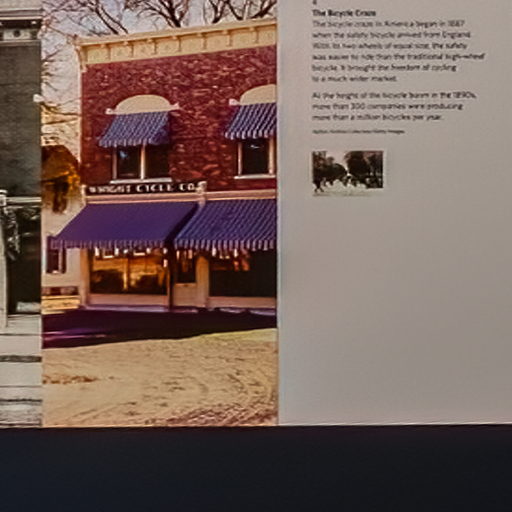 WRIGHT CYCLE CO.
The Bicycle Craze
The bicycle craze in America began in 1887
when the safety bicycle arrived from England.
With its two wheels of equal size, the safety
was easier to ride than the traditional high-wheel
bicycle. It brought the freedom of cycling
to a much wider market.
At the height of the bicycle boom in the 1890s,
more than 300 companies were producing
more than a million bicycles per year.